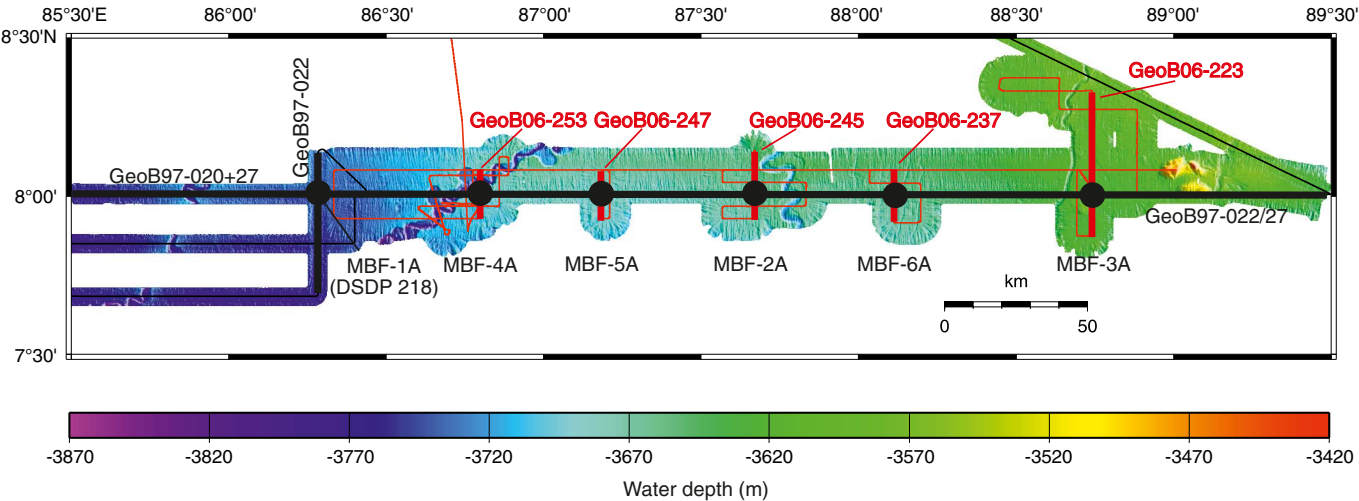 85°30'E 86°00' 86°30' 87°00' 87°30' 88°00' 88°30' 89°00' 89°30'
8°30'N
8°00'
7°30'
GeoB97-022
GeoB06-223
GeoB06-253 GeoB06-247 GeoB06-245 GeoB06-237
GeoB97-020+27
GeoB97-022/27
MBF-1A MBF-4A MBF-5A MBF-2A MBF-6A MBF-3A
(DSDP 218)
km
0 50
-3870 -3820 -3770 -3720 -3670 -3620 -3570 -3520 -3470 -3420
Water depth (m)